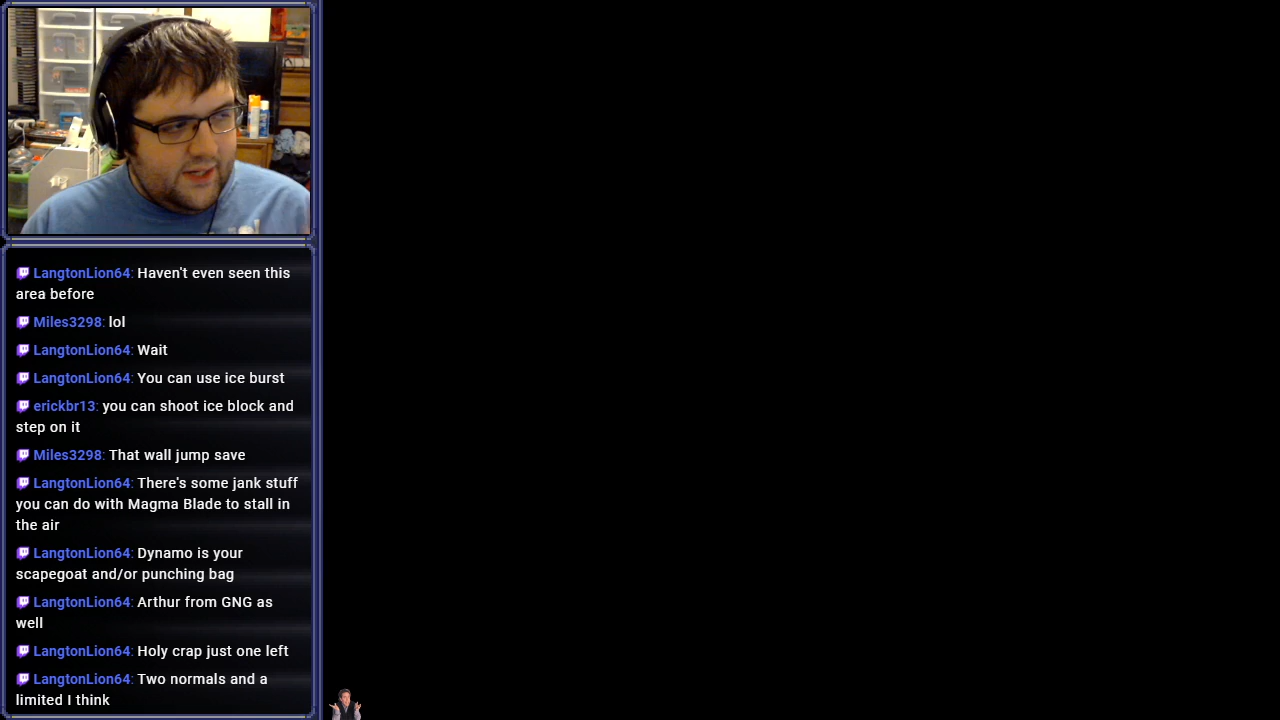 LangtonLion64: Haven't even seen this
area before
Miles3298: lol
LangtonLion64: Wait
LangtonLion64: You can use ice burst
erickbr13: you can shoot ice block and
step on it
Miles3298: That wall jump save
LangtonLion64: There's some jank stuff
you can do with Magma Blade to stall in
the air
LangtonLion64: Dynamo is your
scapegoat and/or punching bag
LangtonLion64: Arthur from GNG as
well
LangtonLion64: Holy crap just one left
LangtonLion64: Two normals and a
limited I think